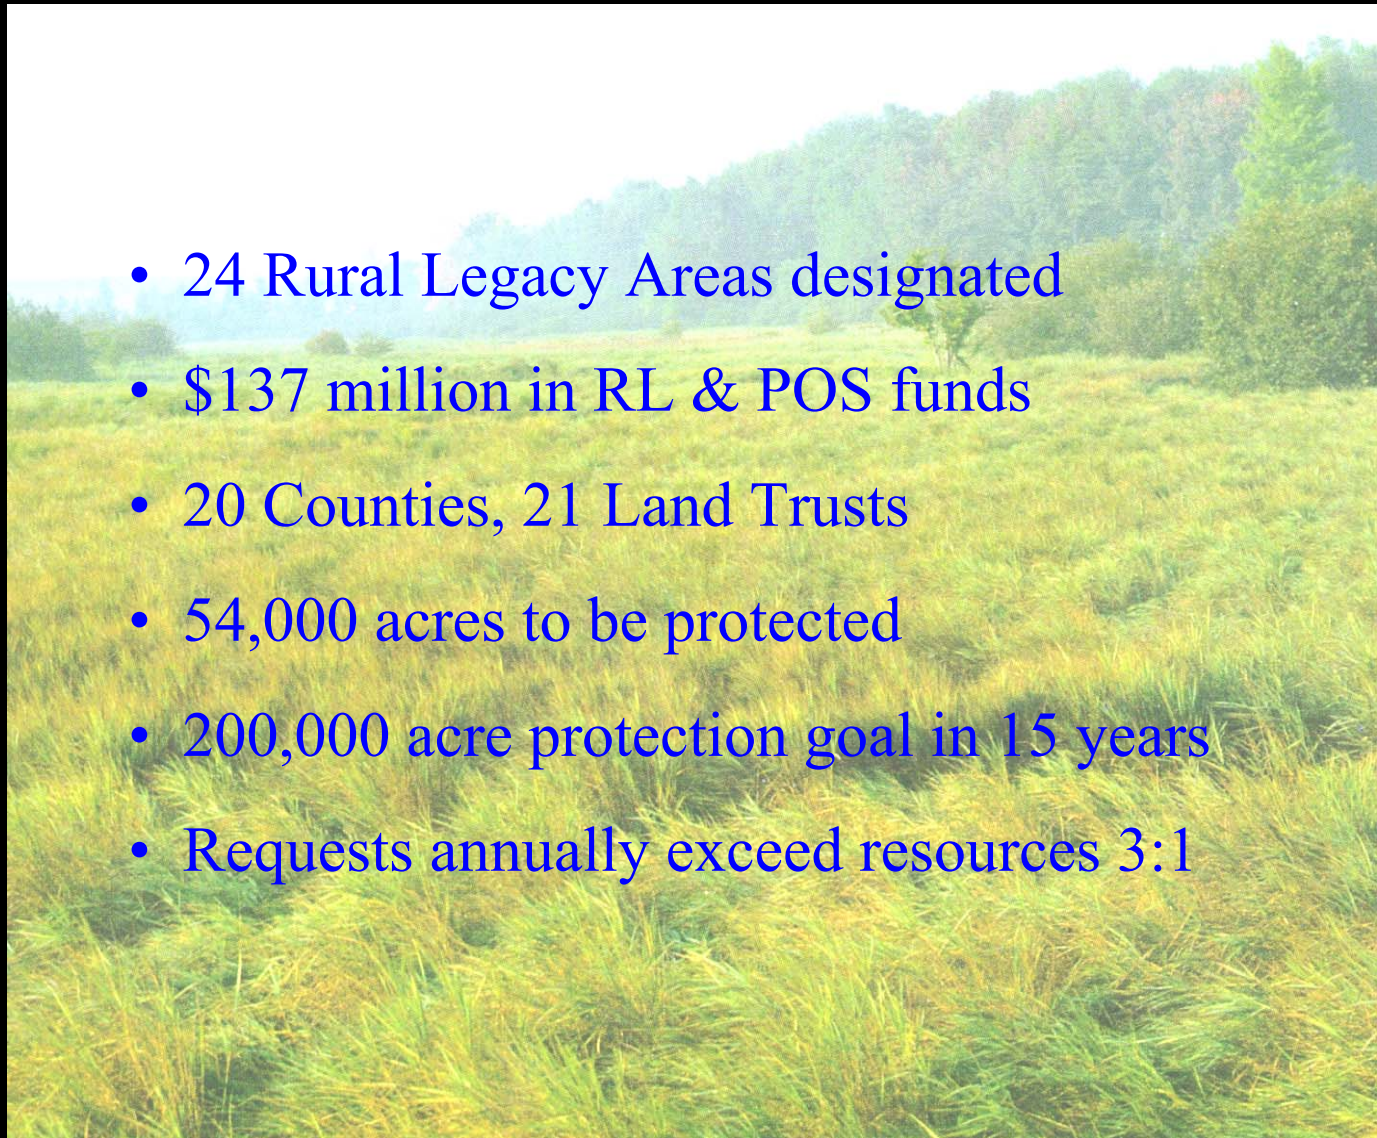 • 24 Rural Legacy Areas designated
• $137 million in RL & POS funds
• 20 Counties, 21 Land Trusts
• 54,000 acres to be protected
• 200,000 acre protection goal in 15 years
• Requests annually exceed resources 3:1